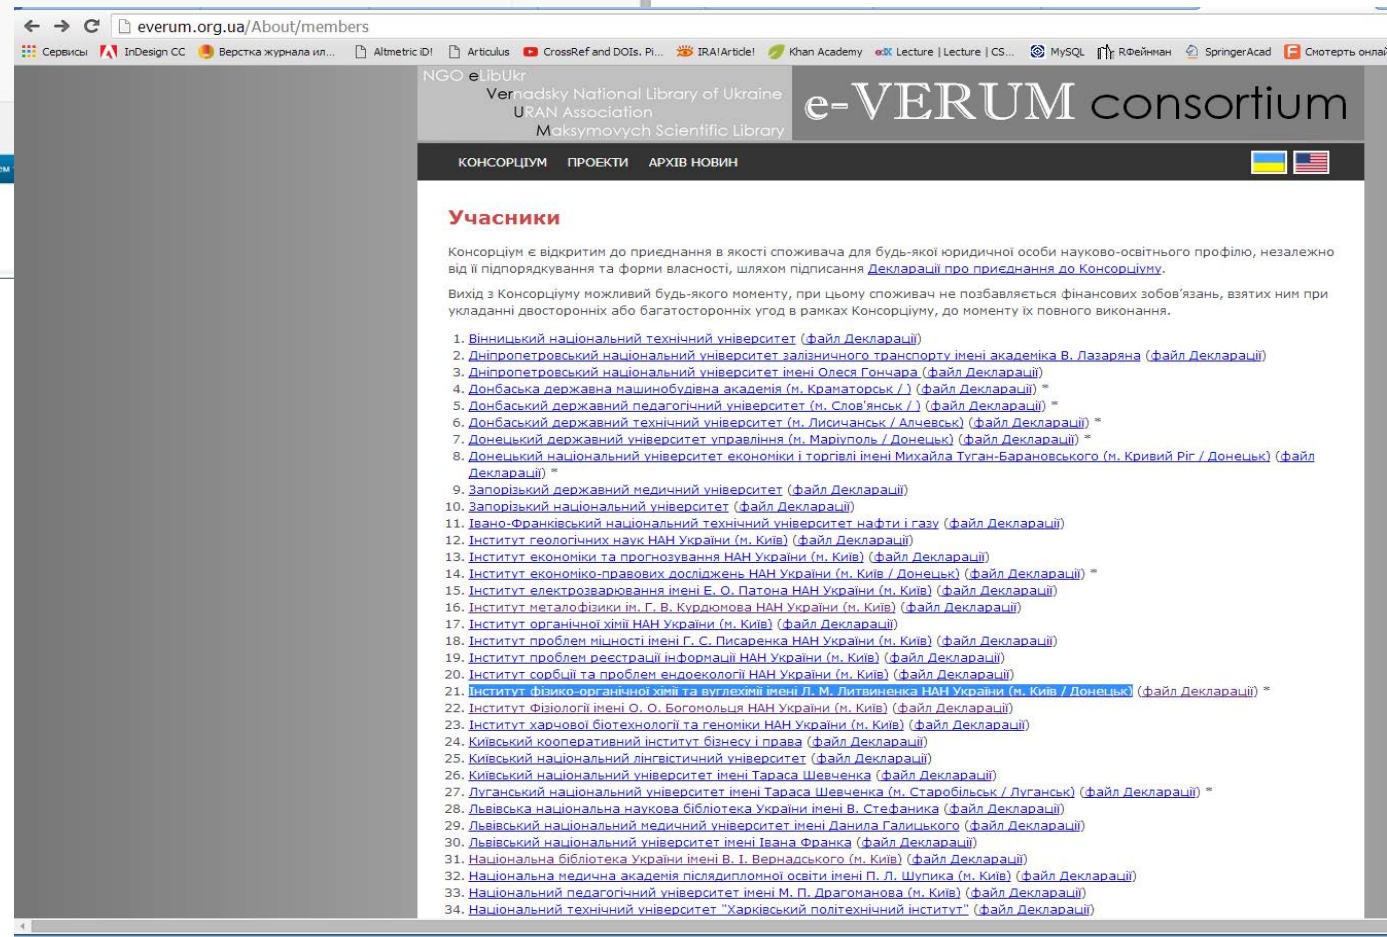 everum.org.ua/About/members
Сервисы InDesign CC Верстка журнала ил... Altmetric iD! Articulus CrossRef and DOIs. Pi... IRA!Article! Khan Academy Lecture | Lecture | CS... MySQL RФейнман SpringerAcad Смотерть онлай
NGO eLibUkr
Vernadsky National Library of Ukraine
URAN Association
Maksymovych Scientific Library
e-VERUM consortium
КОНСОРЦІУМ ПРОЕКТИ АРХІВ НОВИН
Учасники
Консорціум є відкритим до приєднання в якості споживача для будь-якої юридичної особи науково-освітнього профілю, незалежно
від її підпорядкування та форми власності, шляхом підписання Декларації про приєднання до Консорціуму.
Вихід з Консорціуму можливий будь-якого моменту, при цьому споживач не позбавляється фінансових зобов'язань, взятих ним при
укладанні двосторонніх або багатосторонніх угод в рамках Консорціуму, до моменту їх повного виконання.
1. Вінницький національний технічний університет (файл Декларації)
2. Дніпропетровський національний університет залізничного транспорту імені академіка В. Лазаряна (файл Декларації)
3. Дніпропетровський національний університет імені Олеся Гончара (файл Декларації)
4. Донбаська державна машинобудівна академія (м. Краматорськ / ) (файл Декларації) *
5. Донбаський державний педагогічний університет (м. Слов'янськ / ) (файл Декларації) *
6. Донбаський державний технічний університет (м. Лисичанськ / Алчевськ) (файл Декларації) *
7. Донецький державний університет управління (м. Маріуполь / Донецьк) (файл Декларації) *
8. Донецький національний університет економіки і торгівлі імені Михайла Туган-Барановського (м. Кривий Ріг / Донецьк) (файл
Декларації) *
9. Запорізький державний медичний університет (файл Декларації)
10. Запорізький національний університет (файл Декларації)
11. Івано-Франківський національний технічний університет нафти і газу (файл Декларації)
12. Інститут геологічних наук НАН України (м. Київ) (файл Декларації)
13. Інститут економіки та прогнозування НАН України (м. Київ) (файл Декларації)
14. Інститут економіко-правових досліджень НАН України (м. Київ / Донецьк) (файл Декларації) *
15. Інститут електрозварювання імені Е. О. Патона НАН України (м. Київ) (файл Декларації)
16. Інститут металофізики ім. Г. В. Курдюмова НАН України (м. Київ) (файл Декларації)
17. Інститут органічної хімії НАН України (м. Київ) (файл Декларації)
18. Інститут проблем міцності імені Г. С. Писаренка НАН України (м. Київ) (файл Декларації)
19. Інститут проблем реєстрації інформації НАН України (м. Київ) (файл Декларації)
20. Інститут сорбції та проблем ендоекології НАН України (м. Київ) (файл Декларації)
21. Інститут фізико-органічної хімії та вуглехімії імені Л. М. Литвиненка НАН України (м. Київ / Донецьк) (файл Декларації) *
22. Інститут Фізіології імені О. О. Богомольця НАН України (м. Київ) (файл Декларації)
23. Інститут харчової біотехнології та геноміки НАН України (м. Київ) (файл Декларації)
24. Київський кооперативний інститут бізнесу і права (файл Декларації)
25. Київський національний лінгвістичний університет (файл Декларації)
26. Київський національний університет імені Тараса Шевченка (файл Декларації)
27. Луганський національний університет імені Тараса Шевченка (м. Старобільськ / Луганськ) (файл Декларації) *
28. Львівська національна наукова бібліотека України імені В. Стефаника (файл Декларації)
29. Львівський національний медичний університет імені Данила Галицького (файл Декларації)
30. Львівський національний університет імені Івана Франка (файл Декларації)
31. Національна бібліотека України імені В. І. Вернадського (м. Київ) (файл Декларації)
32. Національна медична академія післядипломної освіти імені П. Л. Шупика (м. Київ) (файл Декларації)
33. Національний педагогічний університет імені М. П. Драгоманова (м. Київ) (файл Декларації)
34. Національний технічний університет "Харківський політехнічний інститут" (файл Декларації)